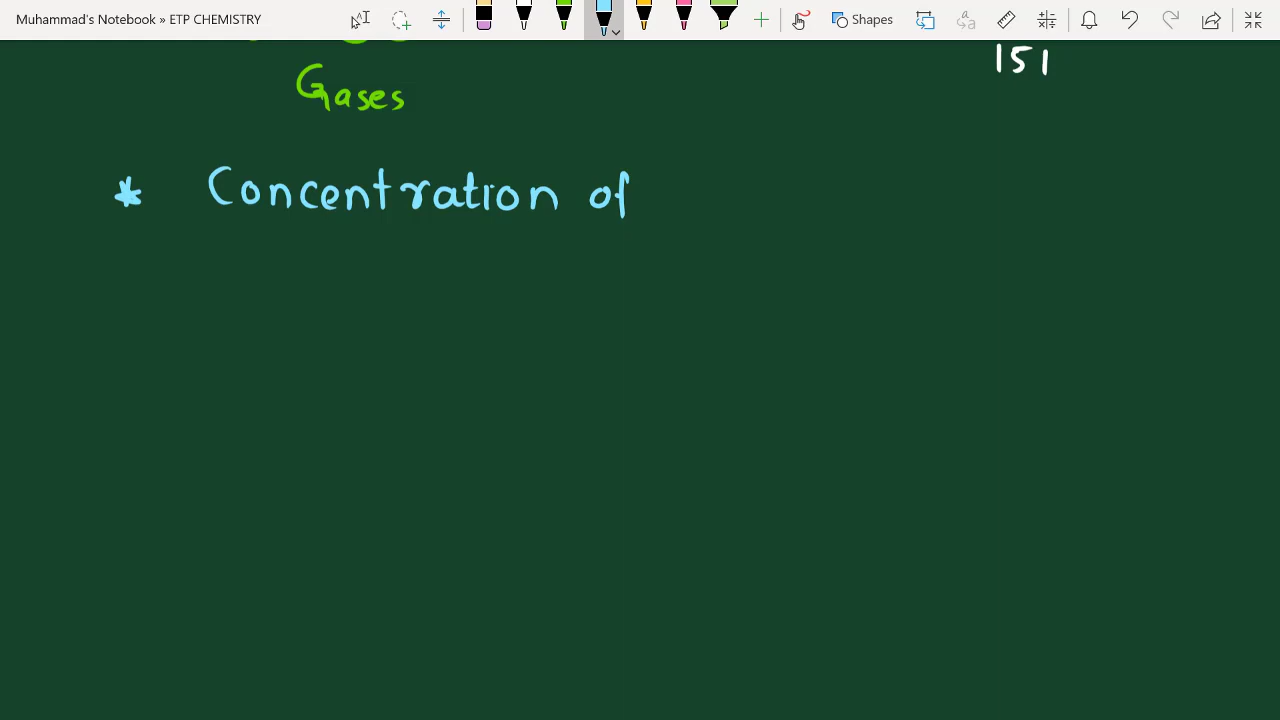 Muhammad's Notebook » ETP CHEMISTRY
Shapes
151
Gases
* Concentration of